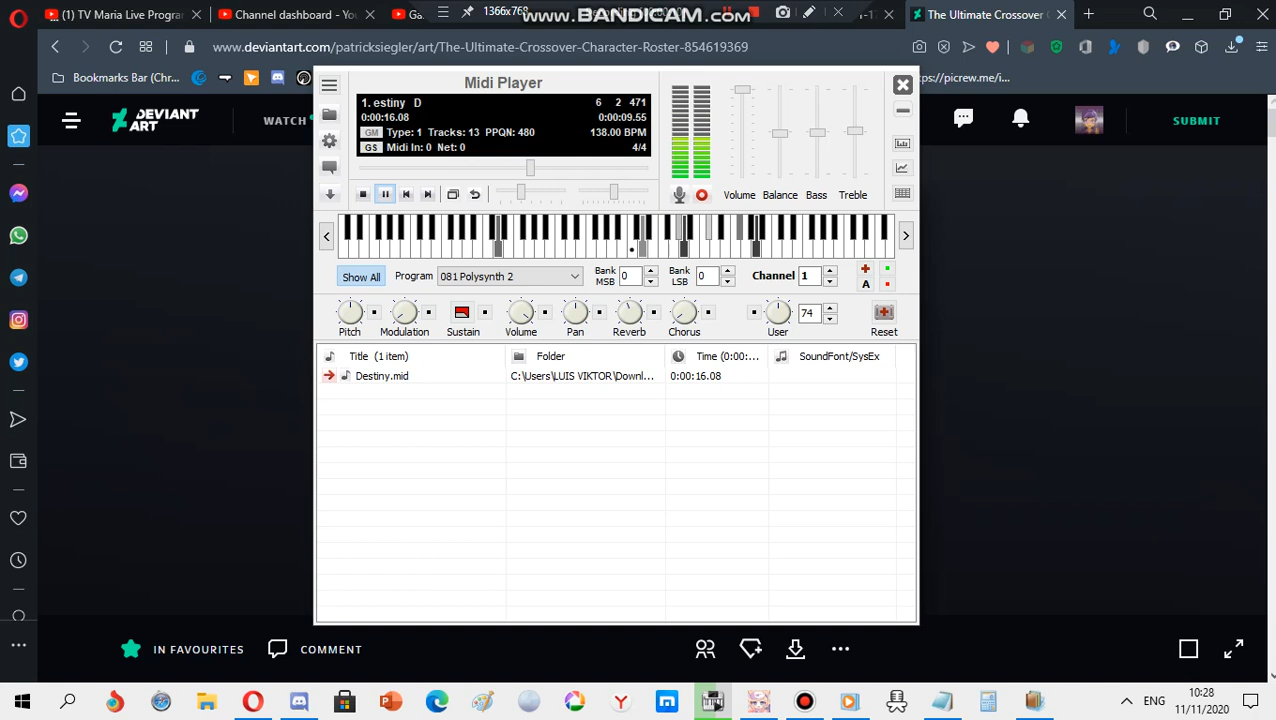 (1) TV Maria Live Progra
Channel dashboard - Yo
Ga
1366x768
www.BANDICAM.com
The Ultimate Crossover C
www.deviantart.com/patricksiegler/art/The-Ultimate-Crossover-Character-Roster-854619369
Bookmarks Bar (Chr...
ps://picrew.me/i...
DEVIANT ART
WATCH
SUBMIT
Midi Player
1. estiny D
6 2 471
0:00:16.08
0:00:09.55
GM Type: 1 Tracks: 13 PPQN: 480 138.00 BPM
GS Midi In: 0 Net: 0 4/4
Volume Balance Bass Treble
Show All Program 081 Polysynth 2 Bank MSB 0 Bank LSB 0 Channel 1
A
Pitch Modulation Sustain Volume Pan Reverb Chorus User 74 Reset
Title (1 item) Folder Time (0:00:... SoundFont/SysEx
Destiny.mid C:\Users\LUIS VIKTOR\Downl... 0:00:16.08
IN FAVOURITES COMMENT
ENG
10:28
11/11/2020